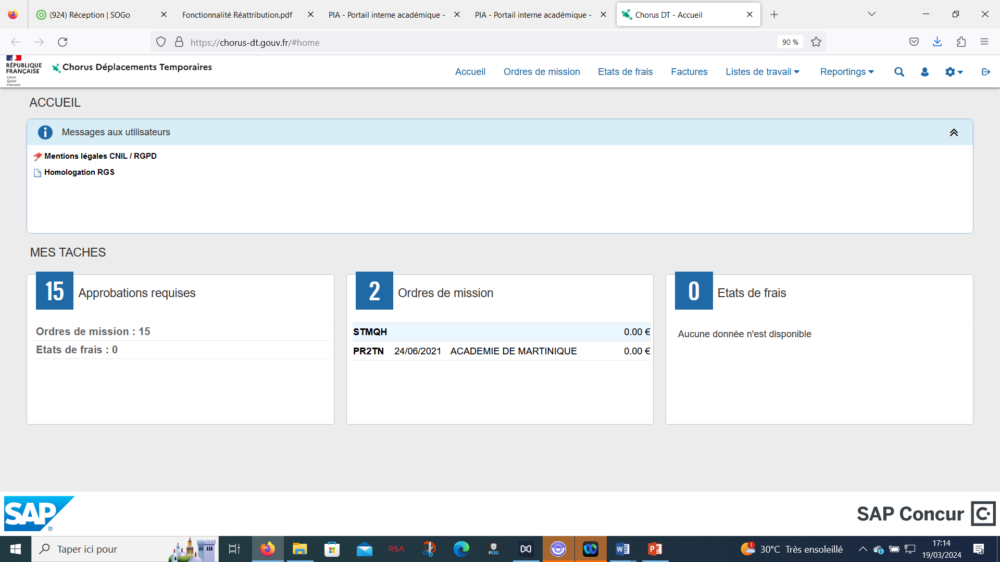 (924) Réception | SOGo
Fonctionnalité Réattribution.pdf
PIA - Portail interne académique -
PIA - Portail interne académique -
Chorus DT - Accueil
https://chorus-dt.gouv.fr/#home
90 %
RÉPUBLIQUE
FRANÇAISE
Liberté
Égalité
Fraternité
Chorus Déplacements Temporaires
Accueil
Ordres de mission
Etats de frais
Factures
Listes de travail
Reportings
ACCUEIL
Messages aux utilisateurs
Mentions légales CNIL / RGPD
Homologation RGS
MES TACHES
15 Approbations requises
Ordres de mission : 15
Etats de frais : 0
2 Ordres de mission
STMQH 0.00 €
PR2TN 24/06/2021 ACADEMIE DE MARTINIQUE 0.00 €
0 Etats de frais
Aucune donnée n'est disponible
SAP ®
SAP Concur C
Taper ici pour
RSA
PSSD
1
30°C Très ensoleillé
17:14
19/03/2024